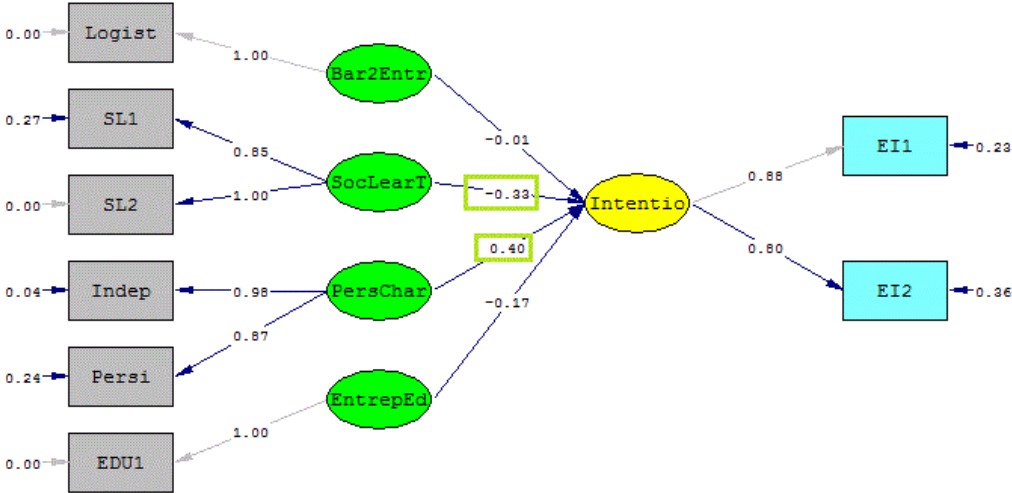 0.00
Logist
1.00
Bar2Entr
0.27
SL1
0.85
-0.01
EI1
0.23
0.88
SocLearT
0.00
SL2
1.00
-0.33
Intentio
0.40
0.80
0.04
Indep
0.98
PersChar
-0.17
EI2
0.36
0.87
0.24
Persi
EntrepEd
1.00
0.00
EDU1